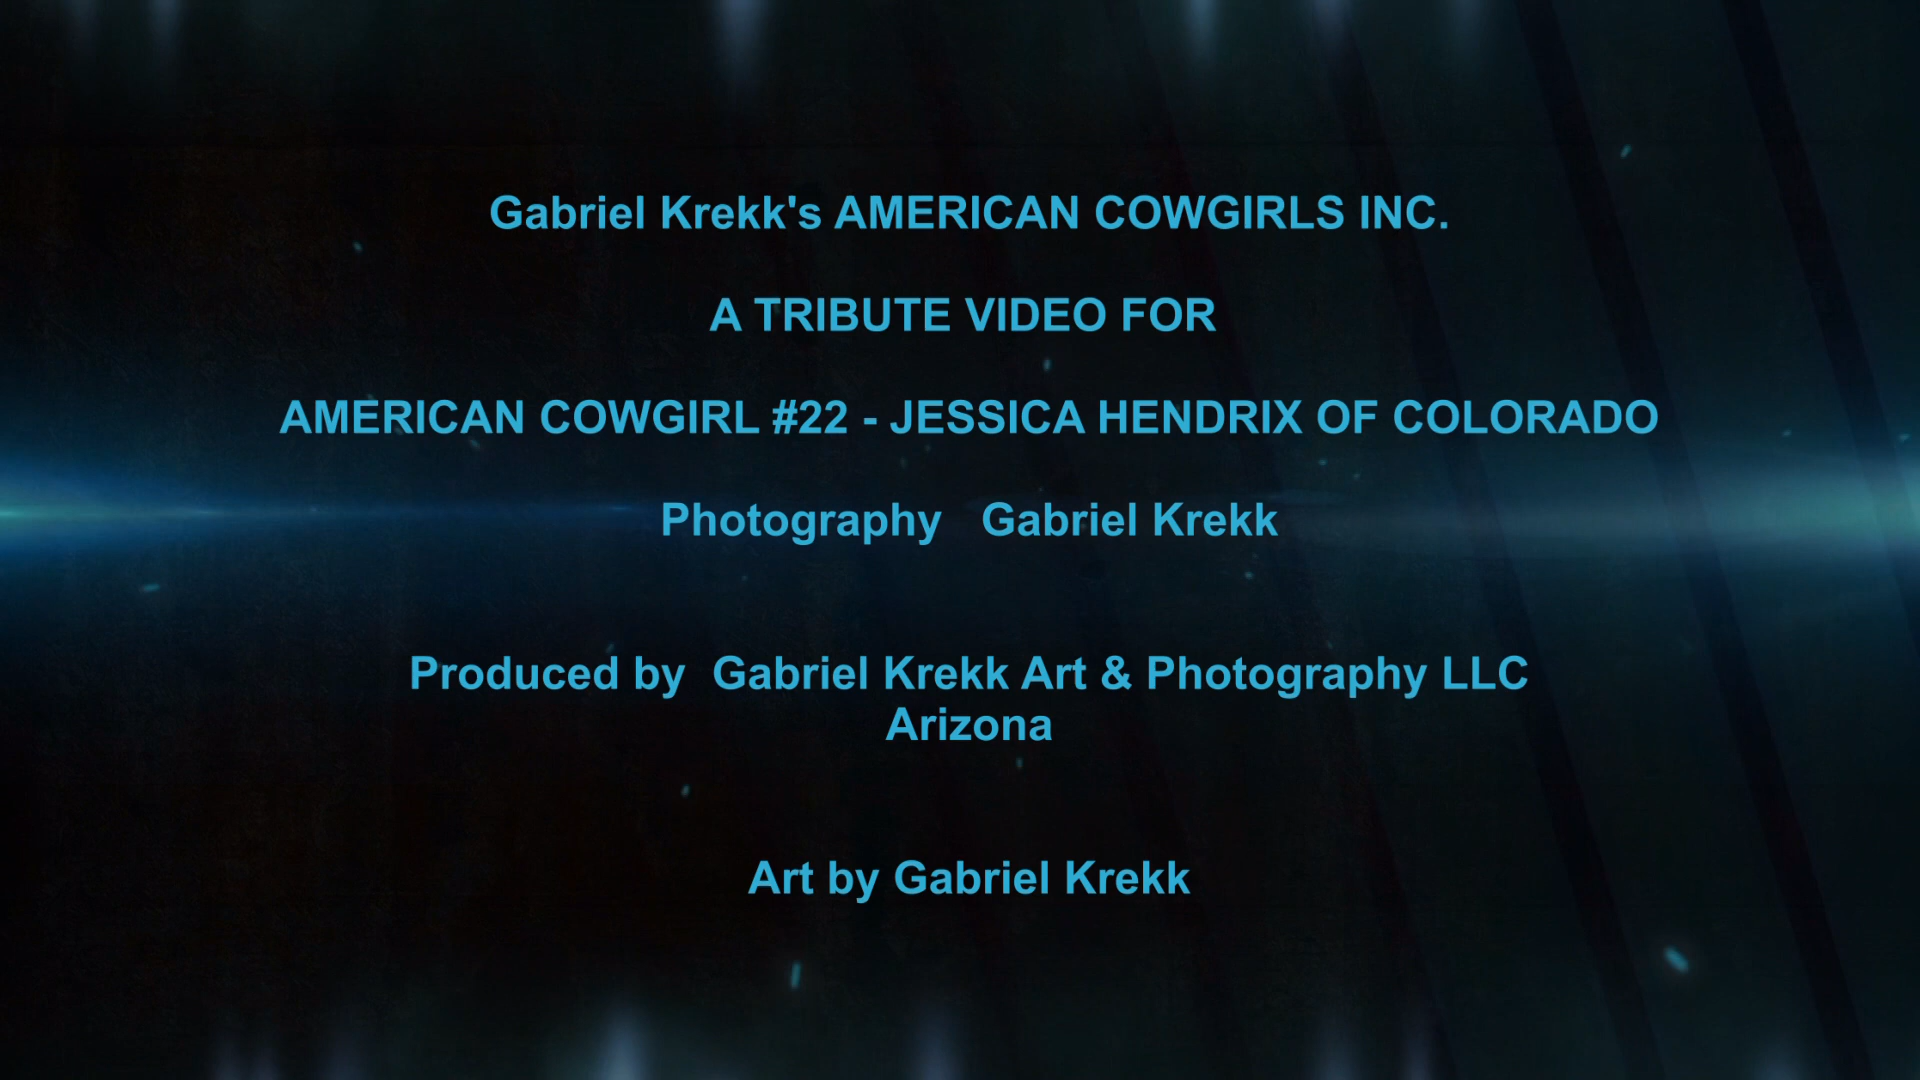 Gabriel Krekk's AMERICAN COWGIRLS INC.
A TRIBUTE VIDEO FOR
AMERICAN COWGIRL #22 - JESSICA HENDRIX OF COLORADO
Photography   Gabriel Krekk
Produced by  Gabriel Krekk Art & Photography LLC
Arizona
Art by Gabriel Krekk